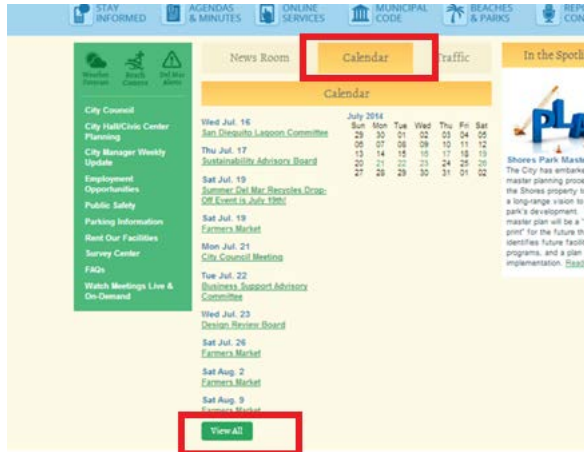 STAY
INFORMED
AGENDAS
& MINUTES
ONLINE
SERVICES
MUNICIPAL
CODE
BEACHES
& PARKS
Weather
Forecast
Beach
Camera
Del Mar
Alerts
City Council
City Hall/Civic Center
Planning
City Manager Weekly
Update
Employment
Opportunities
Public Safety
Parking Information
Rent Our Facilities
Survey Center
FAQs
Watch Meetings Live &
On-Demand
News Room
Calendar
Traffic
Calendar
Wed Jul. 16
San Dieguito Lagoon Committee
Thu Jul. 17
Sustainability Advisory Board
Sat Jul. 19
Summer Del Mar Recycles Drop-
Off Event is July 19th!
Sat Jul. 19
Farmers Market
Mon Jul. 21
City Council Meeting
Tue Jul. 22
Business Support Advisory
Committee
Wed Jul. 23
Design Review Board
Sat Jul. 26
Farmers Market
Sat Aug. 2
Farmers Market
Sat Aug. 9
Farmers Market
View All
July 2014
Sun Mon Tue Wed Thu Fri Sat
29 30 01 02 03 04 05
06 07 08 09 10 11 12
13 14 15 16 17 18 19
20 21 22 23 24 25 26
27 28 29 30 31 01 02
In the Spotli
PLA
Shores Park Maste
The City has embarke
master planning proce
the Shores property to
a long-range vision to
park's development.
master plan will be a "
print" for the future th
identifies future facilit
programs, and a plan
implementation. Read